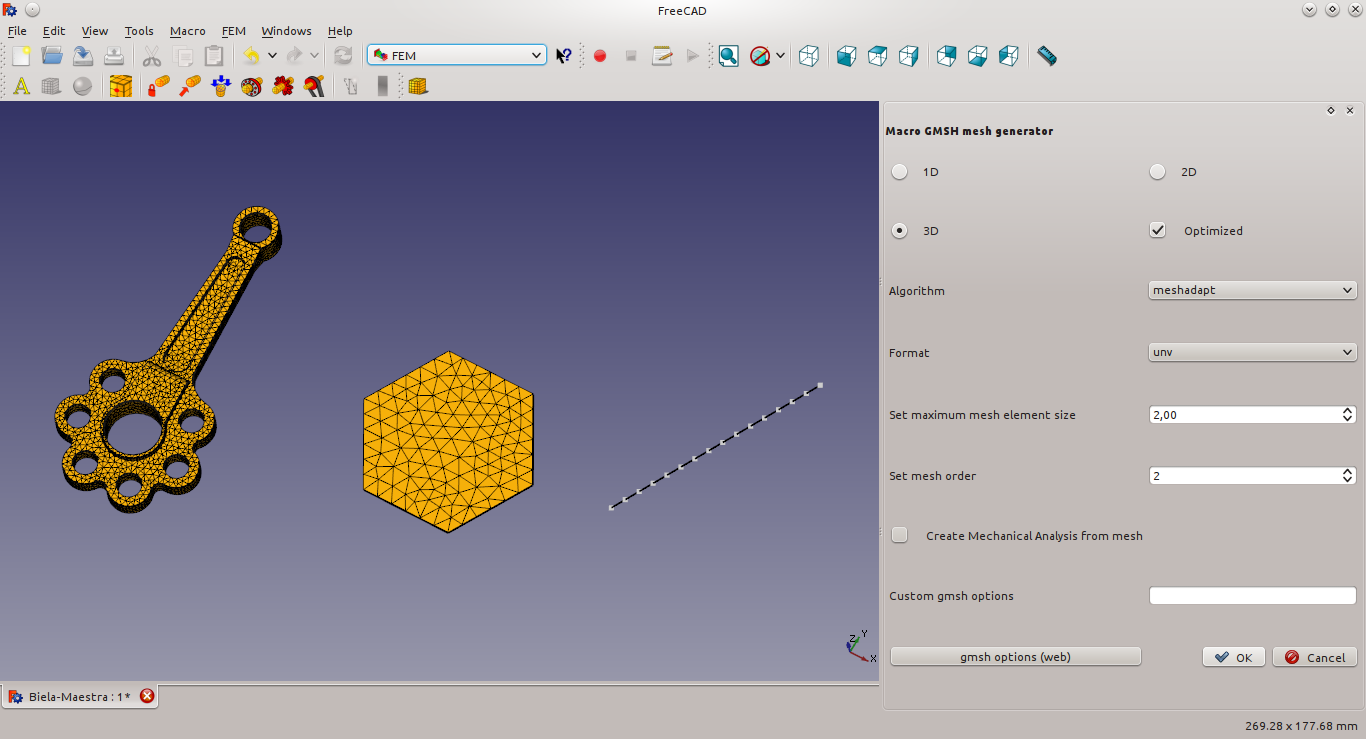 FreeCAD
File Edit View Tools Macro FEM Windows Help
FEM
A
Macro GMSH mesh generator
1D 2D
3D Optimized
Algorithm meshadapt
Format unv
Set maximum mesh element size 2,00
Set mesh order 2
Create Mechanical Analysis from mesh
Custom gmsh options
gmsh options (web) OK Cancel
Z Y
X
Biela-Maestra : 1*
269.28 x 177.68 mm